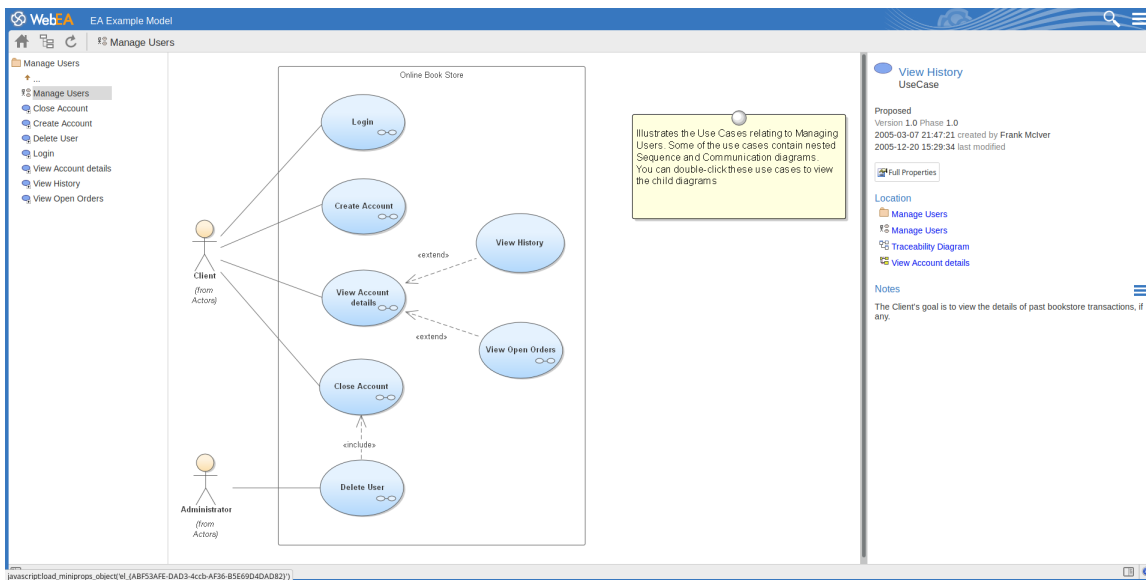 WebEA EA Example Model
Manage Users
Manage Users
...
Manage Users
Close Account
Create Account
Delete User
Login
View Account details
View History
View Open Orders
Online Book Store
Login
Create Account
View History
«extend»
Client
(from
Actors)
View Account
details
«extend»
View Open Orders
Close Account
«include»
Delete User
Administrator
(from
Actors)
Illustrates the Use Cases relating to Managing
Users. Some of the use cases contain nested
Sequence and Communication diagrams.
You can double-click these use cases to view
the child diagrams
View History
UseCase
Proposed
Version 1.0 Phase 1.0
2005-03-07 21:47:21 created by Frank McIver
2005-12-20 15:29:34 last modified
Full Properties
Location
Manage Users
Manage Users
Traceability Diagram
View Account details
Notes
The Client's goal is to view the details of past bookstore transactions, if
any.
javascript:load_miniprops_object('el_{ABF53AFE-DAD3-4ccb-AF36-B5E69D4DAD82}')